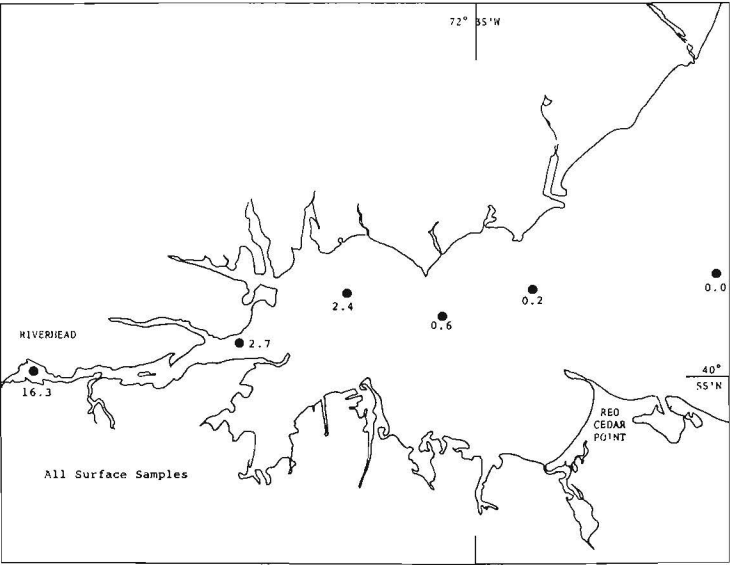 72° 35'W
0.0
0.2
2.4
0.6
RIVERHEAD
2.7
40°
55'N
16.3
RED
CEDAR
POINT
All Surface Samples